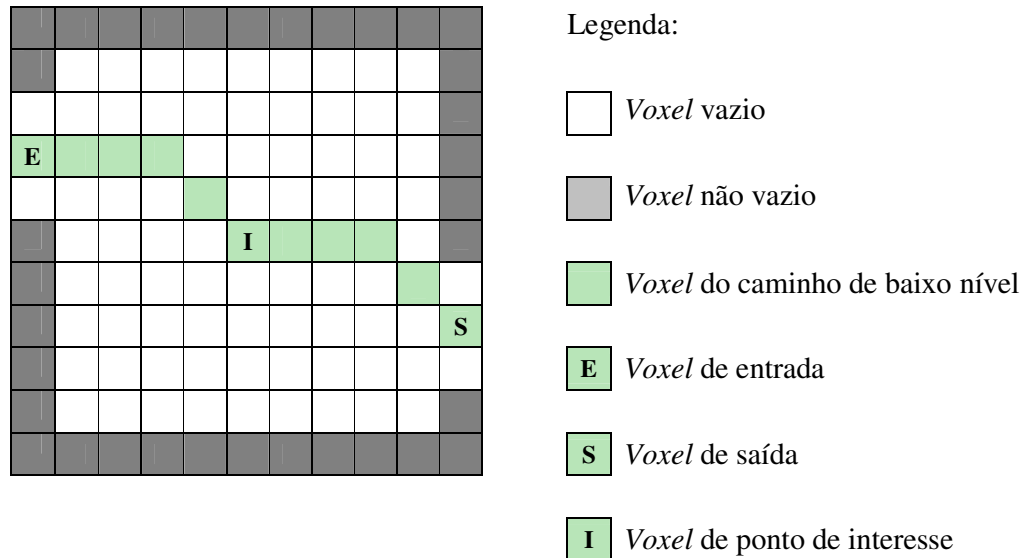 Legenda:
Voxel vazio
Voxel não vazio
E
I
Voxel do caminho de baixo nível
S
E Voxel de entrada
S Voxel de saída
I Voxel de ponto de interesse